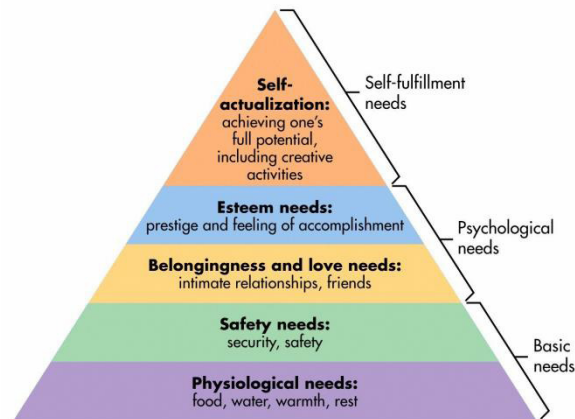 Self-
actualization:
achieving one's
full potential,
including creative
activities
Self-fulfillment
needs
Esteem needs:
prestige and feeling of accomplishment
Psychological
needs
Belongingness and love needs:
intimate relationships, friends
Safety needs:
security, safety
Basic
needs
Physiological needs:
food, water, warmth, rest